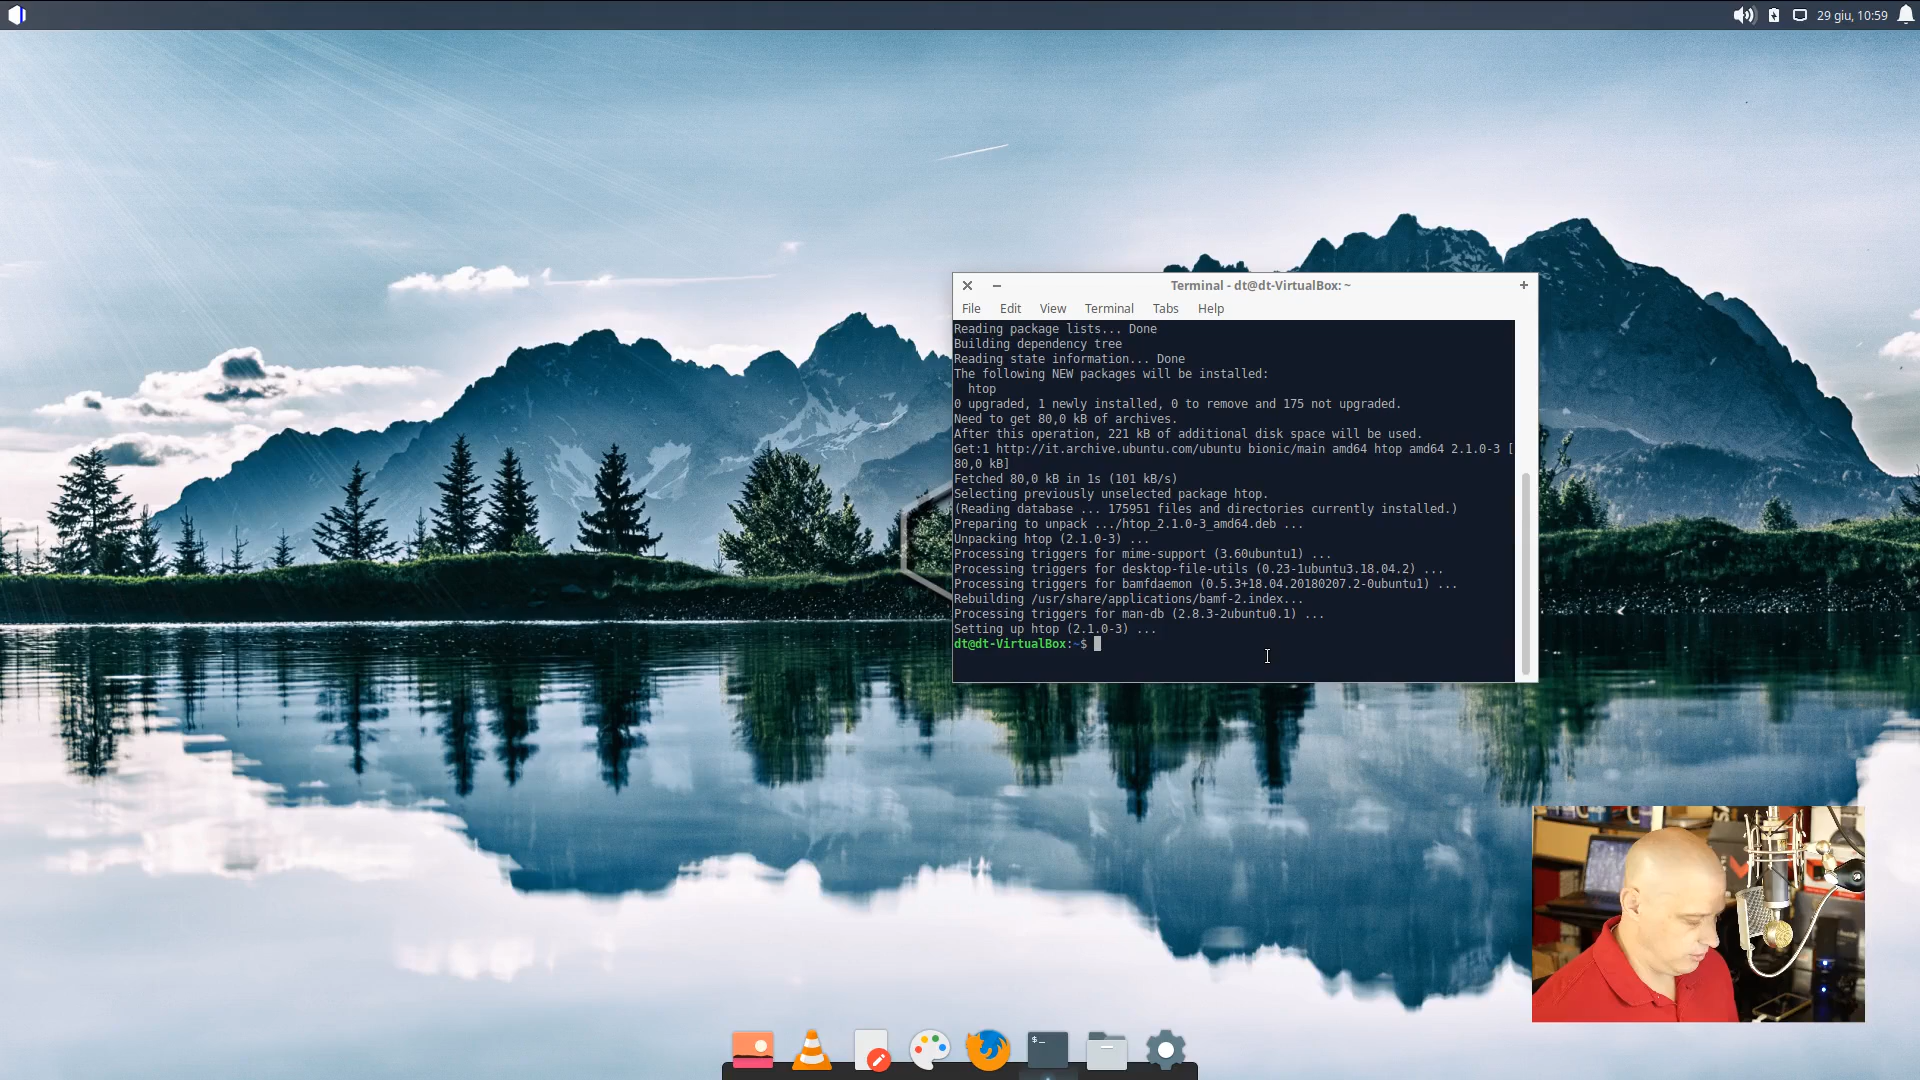 29 giu, 10:59
Terminal - dt@dt-VirtualBox: ~
File Edit View Terminal Tabs Help
Reading package lists... Done
Building dependency tree
Reading state information... Done
The following NEW packages will be installed:
  htop
0 upgraded, 1 newly installed, 0 to remove and 175 not upgraded.
Need to get 80,0 kB of archives.
After this operation, 221 kB of additional disk space will be used.
Get:1 http://it.archive.ubuntu.com/ubuntu bionic/main amd64 htop amd64 2.1.0-3 [
80,0 kB]
Fetched 80,0 kB in 1s (101 kB/s)
Selecting previously unselected package htop.
(Reading database ... 175951 files and directories currently installed.)
Preparing to unpack .../htop_2.1.0-3_amd64.deb ...
Unpacking htop (2.1.0-3) ...
Processing triggers for mime-support (3.60ubuntu1) ...
Processing triggers for desktop-file-utils (0.23-1ubuntu3.18.04.2) ...
Processing triggers for bamfdaemon (0.5.3+18.04.20180207.2-0ubuntu1) ...
Rebuilding /usr/share/applications/bamf-2.index...
Processing triggers for man-db (2.8.3-2ubuntu0.1) ...
Setting up htop (2.1.0-3) ...
dt@dt-VirtualBox:~$
$_